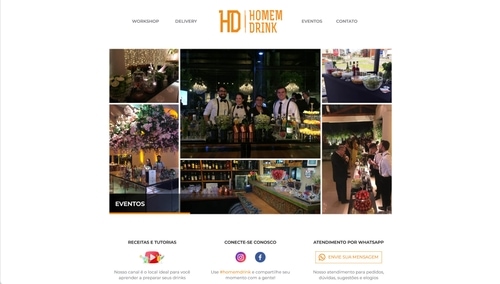 WORKSHOP
DELIVERY
HD HOMEM
DRINK
EVENTOS
CONTATO
EVENTOS
RECEITAS E TUTORIAS
Nosso canal é o local ideal para você
aprender a preparar seus drinks
CONECTE-SE CONOSCO
Use #homemdrink e compartilhe seu
momento com a gente!
ATENDIMENTO POR WHATSAPP
ENVIE SUA MENSAGEM
Nosso atendimento para pedidos,
dúvidas, sugestões e elogios